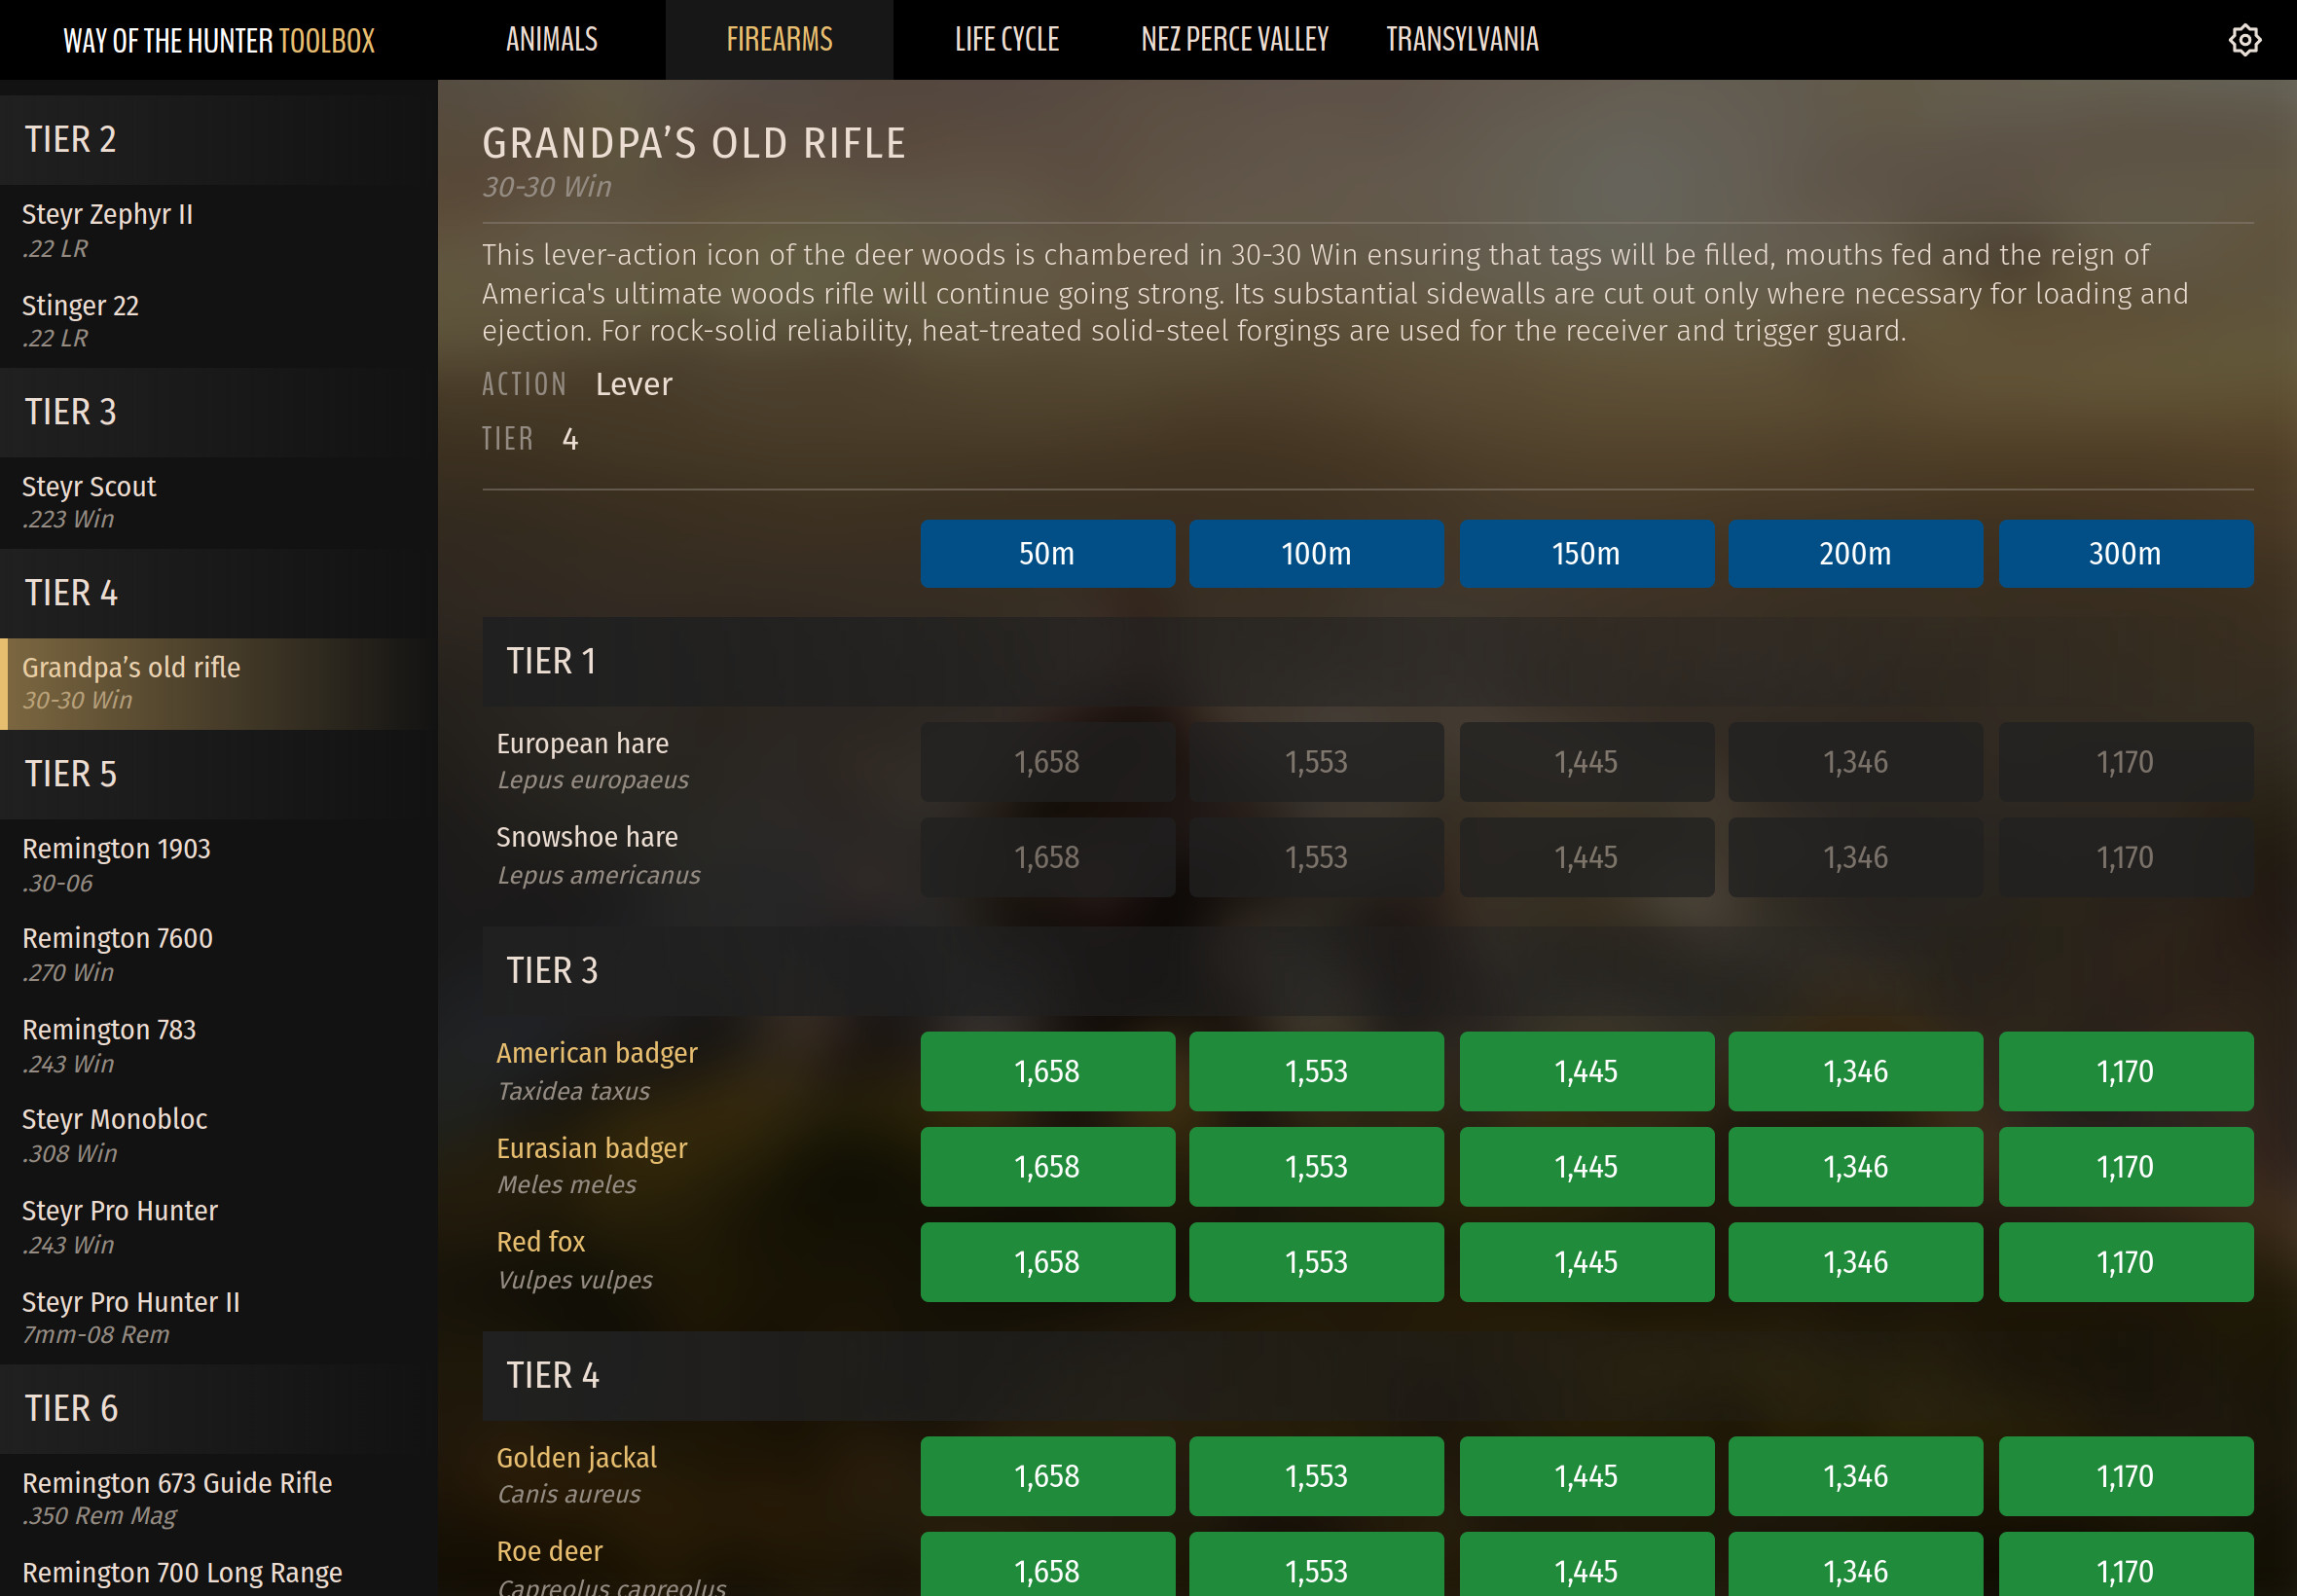 WAY OF THE HUNTER TOOLBOX
ANIMALS
FIREARMS
LIFE CYCLE
NEZ PERCE VALLEY
TRANSYLVANIA
TIER 2
Steyr Zephyr II
.22 LR
Stinger 22
.22 LR
TIER 3
Steyr Scout
.223 Win
TIER 4
Grandpa’s old rifle
30-30 Win
TIER 5
Remington 1903
.30-06
Remington 7600
.270 Win
Remington 783
.243 Win
Steyr Monobloc
.308 Win
Steyr Pro Hunter
.243 Win
Steyr Pro Hunter II
7mm-08 Rem
TIER 6
Remington 673 Guide Rifle
.350 Rem Mag
Remington 700 Long Range
GRANDPA’S OLD RIFLE
30-30 Win
This lever-action icon of the deer woods is chambered in 30-30 Win ensuring that tags will be filled, mouths fed and the reign of
America's ultimate woods rifle will continue going strong. Its substantial sidewalls are cut out only where necessary for loading and
ejection. For rock-solid reliability, heat-treated solid-steel forgings are used for the receiver and trigger guard.
ACTION Lever
TIER 4
50m 100m 150m 200m 300m
TIER 1
European hare
Lepus europaeus
1,658 1,553 1,445 1,346 1,170
Snowshoe hare
Lepus americanus
1,658 1,553 1,445 1,346 1,170
TIER 3
American badger
Taxidea taxus
1,658 1,553 1,445 1,346 1,170
Eurasian badger
Meles meles
1,658 1,553 1,445 1,346 1,170
Red fox
Vulpes vulpes
1,658 1,553 1,445 1,346 1,170
TIER 4
Golden jackal
Canis aureus
1,658 1,553 1,445 1,346 1,170
Roe deer
Capreolus capreolus
1,658 1,553 1,445 1,346 1,170